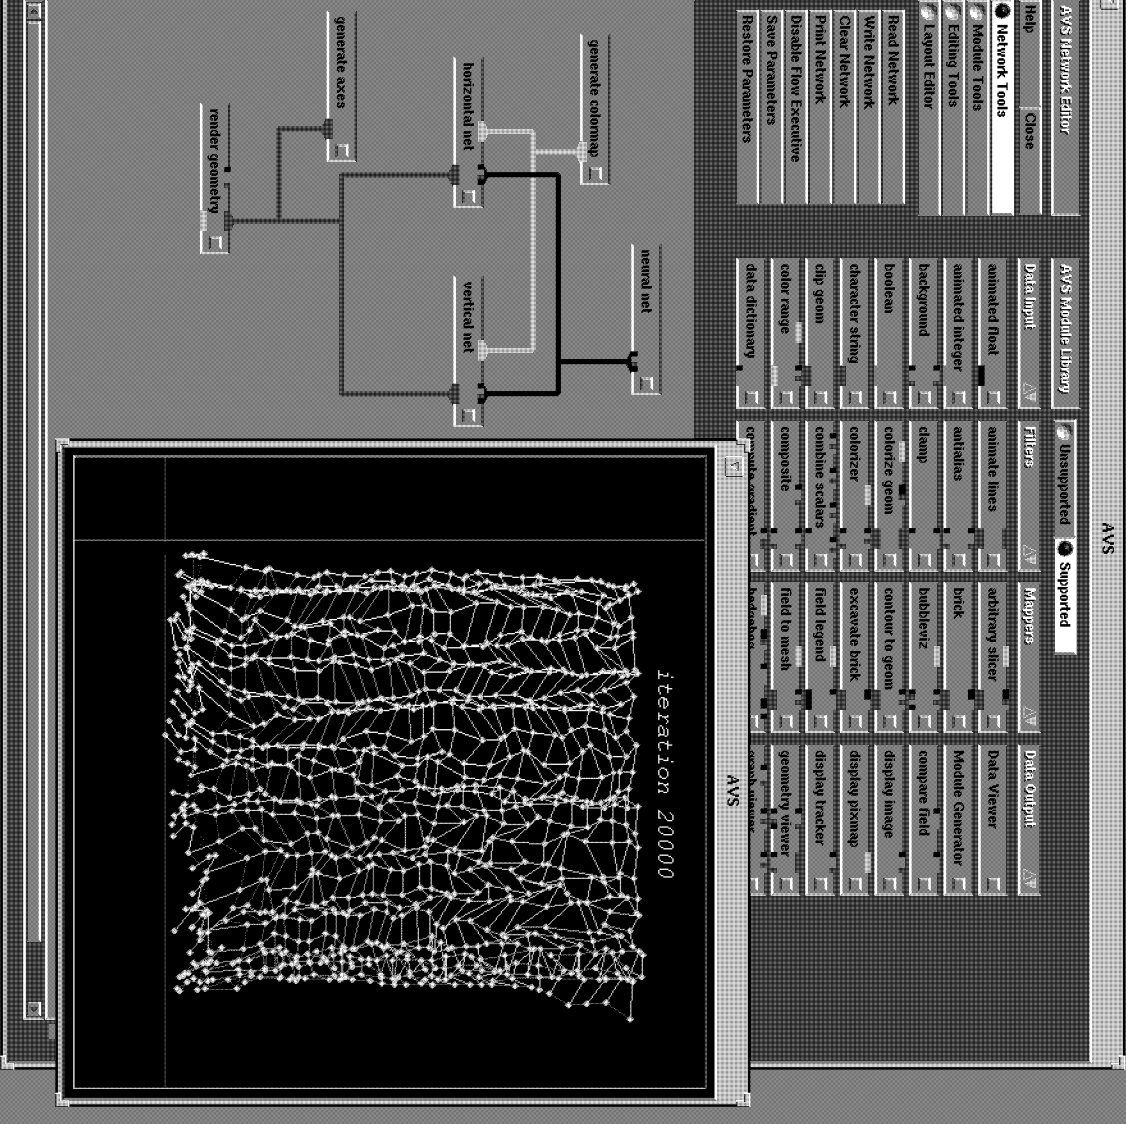 AVS
AVS Network Editor
Help
Close
Network Tools
Module Tools
Editing Tools
Layout Editor
Read Network
Write Network
Clear Network
Print Network
Disable Flow Executive
Save Parameters
Restore Parameters
AVS Module Library
Unsupported
Supported
Data Input
animated float
animated integer
background
boolean
character string
clip geom
color range
data dictionary
Filters
animate lines
antialias
clamp
colorize geom
colorizer
combine scalars
composite
compute gradient
Mappers
arbitrary slicer
brick
bubbleviz
contour to geom
excavate brick
field legend
field to mesh
hedgehog
Data Output
Data Viewer
Module Generator
compare field
display image
display pixmap
display tracker
geometry viewer
graph viewer
neural net
generate colormap
horizontal net
vertical net
generate axes
render geometry
AVS
iteration 20000